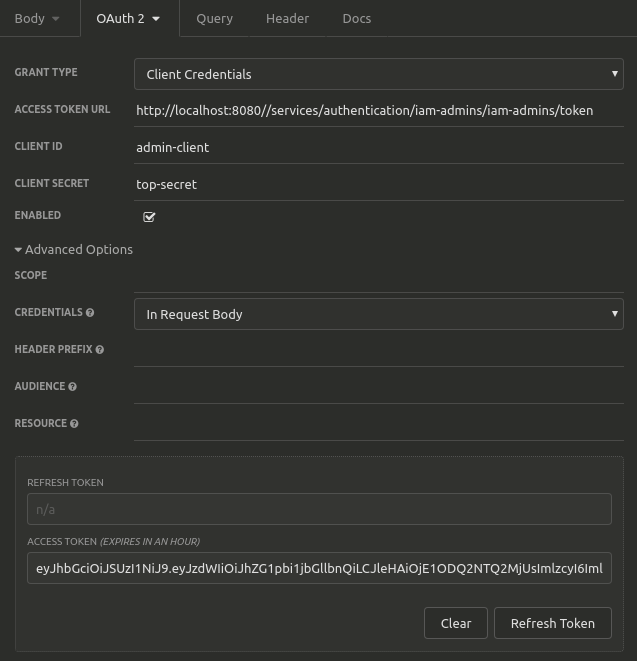 Body OAuth 2 Query Header Docs
GRANT TYPE Client Credentials
ACCESS TOKEN URL http://localhost:8080//services/authentication/iam-admins/iam-admins/token
CLIENT ID admin-client
CLIENT SECRET top-secret
ENABLED
Advanced Options
SCOPE
CREDENTIALS In Request Body
HEADER PREFIX
AUDIENCE
RESOURCE
REFRESH TOKEN
n/a
ACCESS TOKEN (EXPIRES IN AN HOUR)
eyJhbGciOiJSUzI1NiJ9.eyJzdWIiOiJhZG1pbi1jbGllbnQiLCJleHAiOjE1ODQ2NTQ2MjUsImlzcyI6Iml
Clear Refresh Token